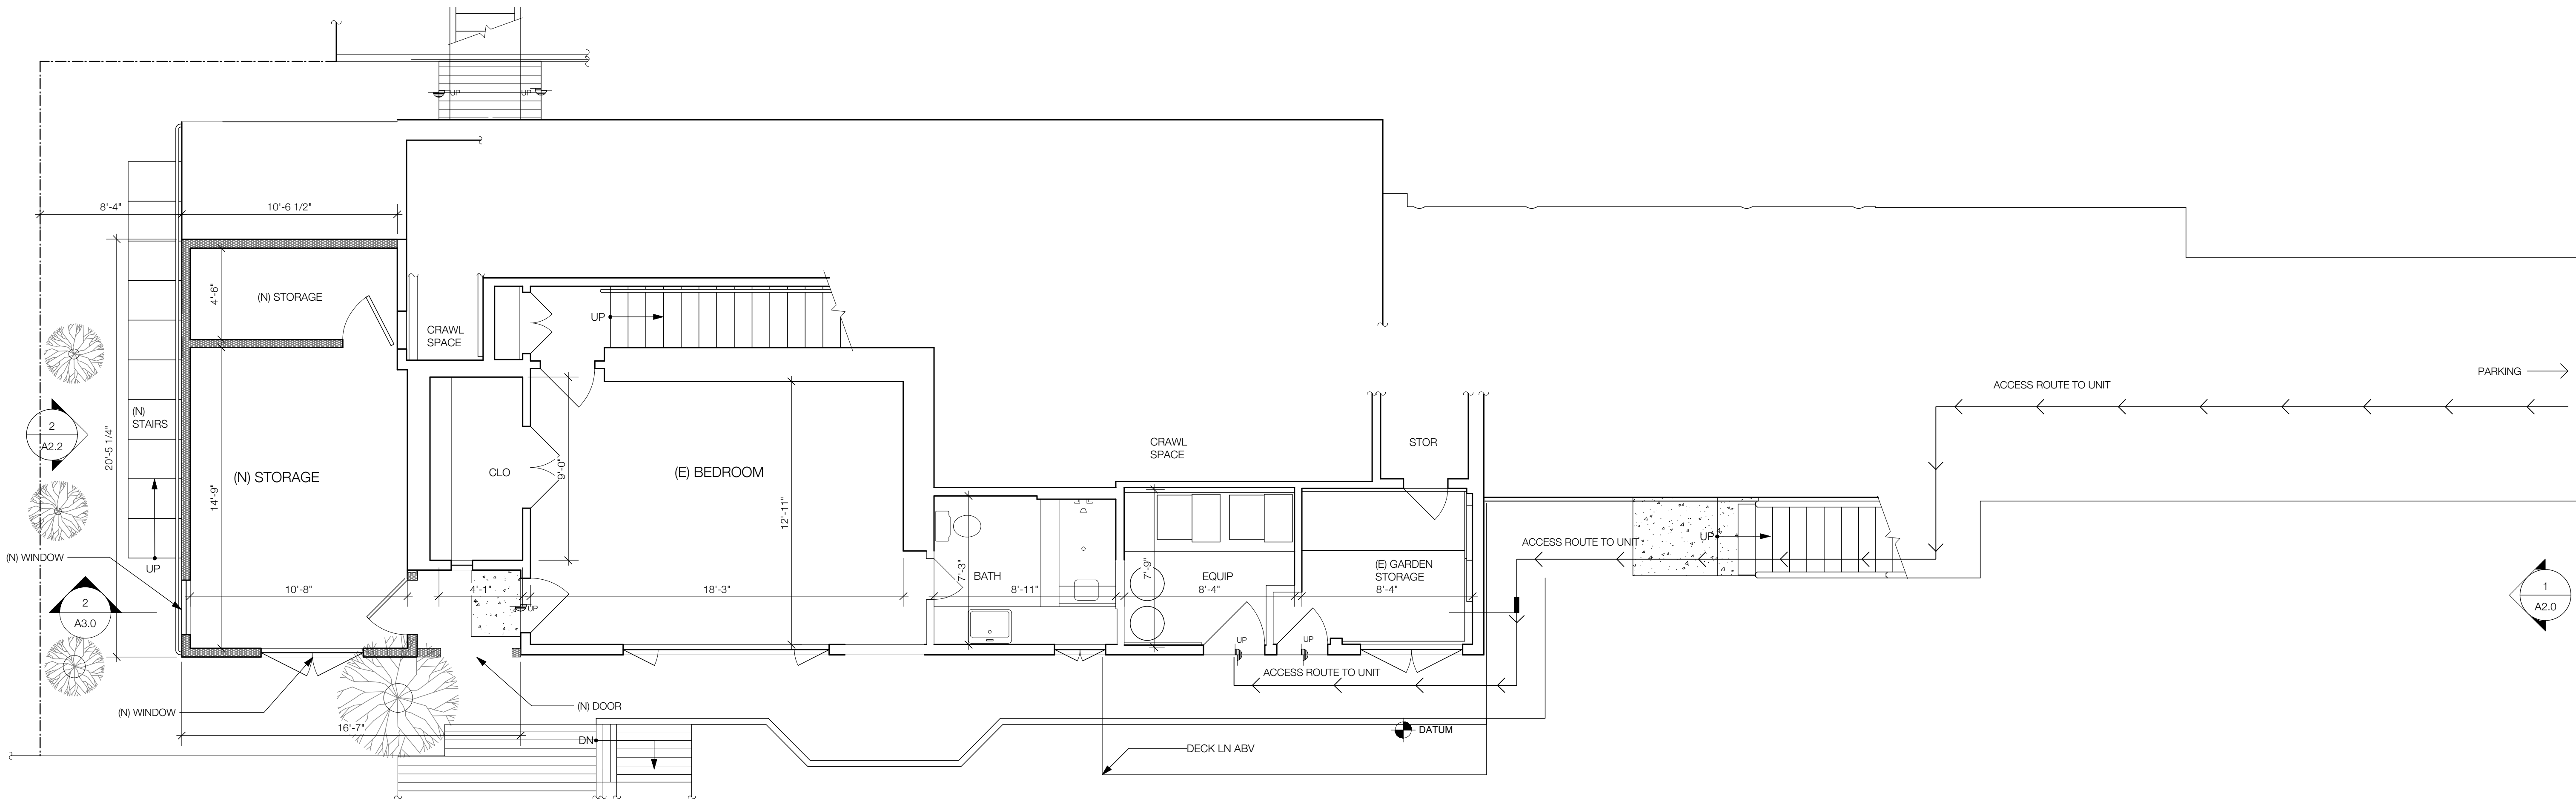 UP
UP
8'-4"
10'-6 1/2"
4'-6"
(N) STORAGE
CRAWL
SPACE
UP
(N)
STAIRS
2
A2.2
20'-5 1/4"
14'-9"
(N) STORAGE
CLO
9'-0"
(E) BEDROOM
12'-11"
CRAWL
SPACE
STOR
PARKING
ACCESS ROUTE TO UNIT
(N) WINDOW
UP
2
A3.0
10'-8"
4'-1"
UP
18'-3"
7'-3"
BATH
8'-11"
7'-9"
EQUIP
8'-4"
(E) GARDEN
STORAGE
8'-4"
ACCESS ROUTE TO UNIT
UP
1
A2.0
UP
UP
ACCESS ROUTE TO UNIT
(N) WINDOW
(N) DOOR
16'-7"
DN
DATUM
DECK LN ABV